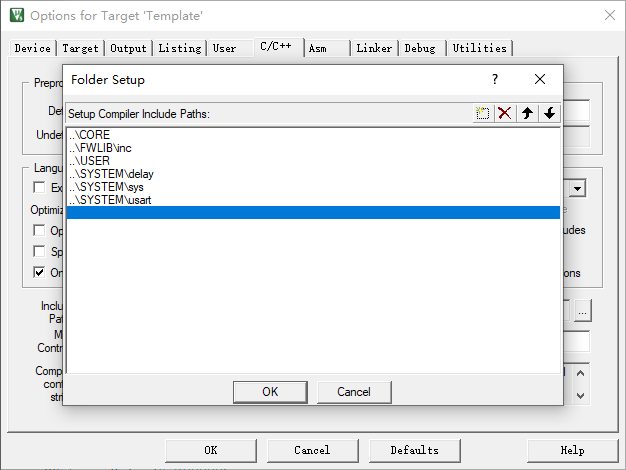 Options for Target 'Template'
Device Target Output Listing User C/C++ Asm Linker Debug Utilities
Folder Setup
?
Setup Compiler Include Paths:
..\CORE
..\FWLIB\inc
..\USER
..\SYSTEM\delay
..\SYSTEM\sys
..\SYSTEM\usart
OK Cancel
OK Cancel Defaults Help